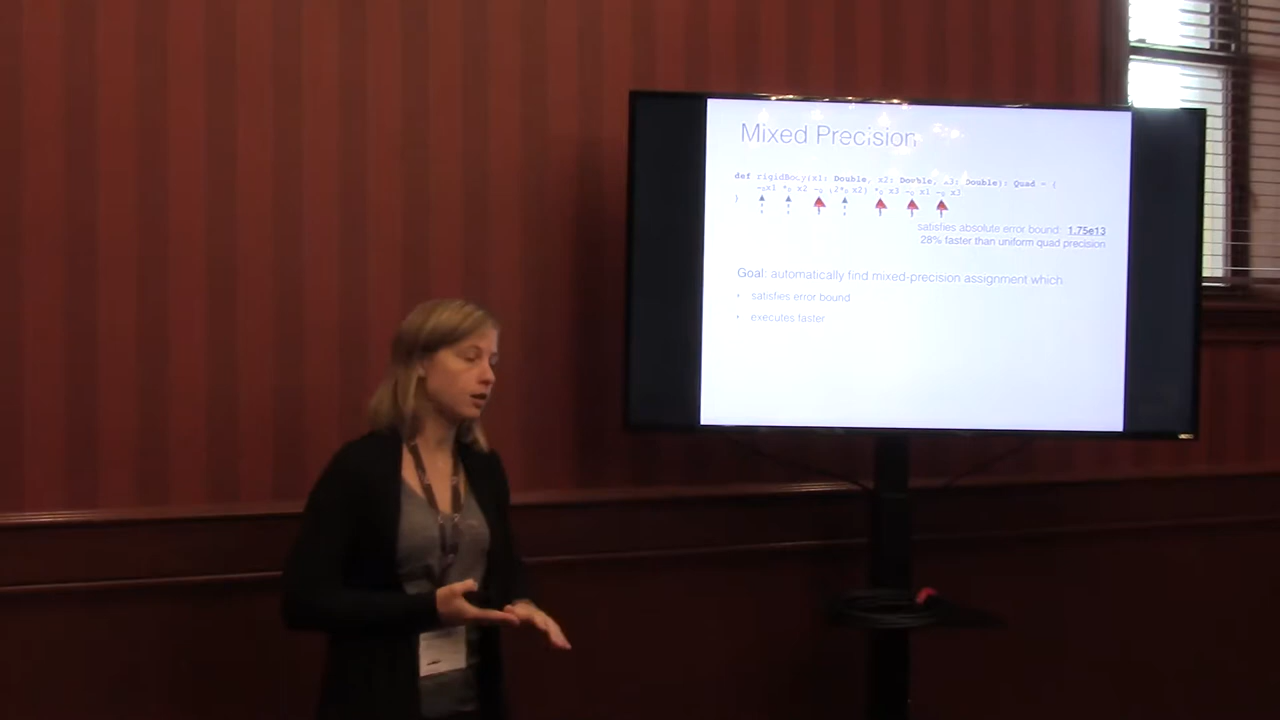 Mixed Precision
def rigidBody(x1: Double, x2: Double, x3: Double): Quad = {
}
satisfies absolute error bound: 1.75e13
28% faster than uniform quad precision
Goal: automatically find mixed-precision assignment which
• satisfies error bound
• executes faster
VIZIO